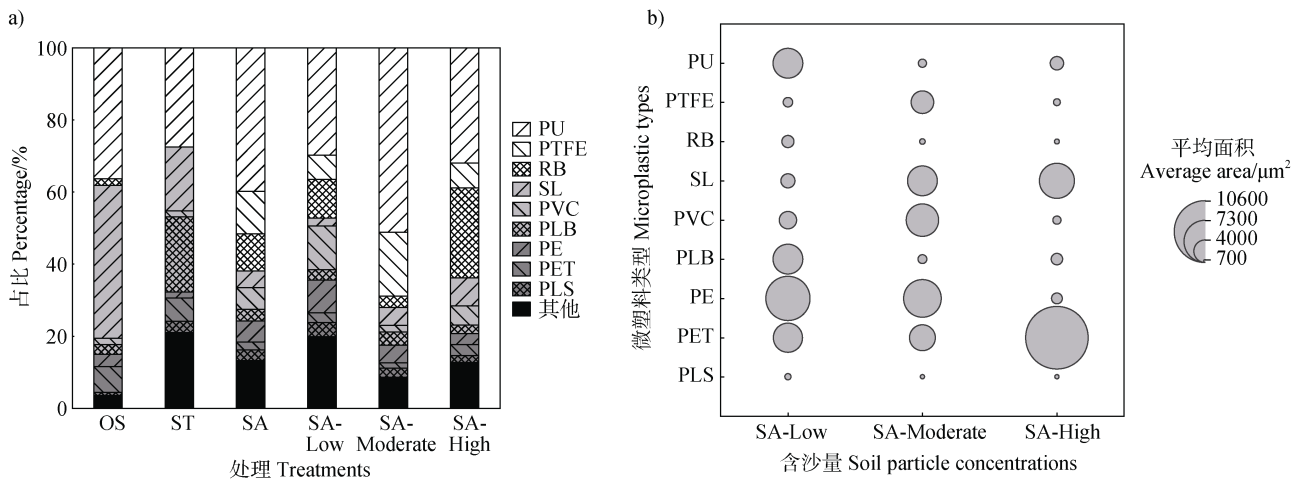 a)
占比 Percentage/%
100
80
60
40
20
0
OS
ST
SA
SA-
Low
SA-
Moderate
SA-
High
处理 Treatments
PU
PTFE
RB
SL
PVC
PLB
PE
PET
PLS
其他
b)
微塑料类型 Microplastic types
PU
PTFE
RB
SL
PVC
PLB
PE
PET
PLS
SA-Low
SA-Moderate
SA-High
含沙量 Soil particle concentrations
平均面积
Average area/μm²
10600
7300
4000
700